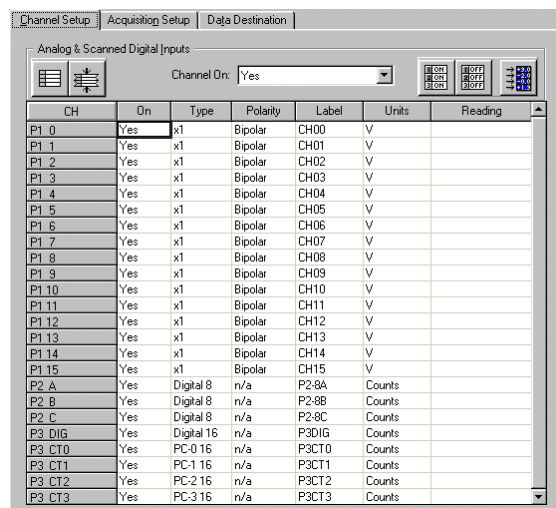 Channel Setup Acquisition Setup Data Destination
Analog & Scanned Digital Inputs
Channel On: Yes
1 ON 2 ON 3 ON
1 OFF 2 OFF 3 OFF
CH On Type Polarity Label Units Reading
P1 0 Yes x1 Bipolar CH00 V
P1 1 Yes x1 Bipolar CH01 V
P1 2 Yes x1 Bipolar CH02 V
P1 3 Yes x1 Bipolar CH03 V
P1 4 Yes x1 Bipolar CH04 V
P1 5 Yes x1 Bipolar CH05 V
P1 6 Yes x1 Bipolar CH06 V
P1 7 Yes x1 Bipolar CH07 V
P1 8 Yes x1 Bipolar CH08 V
P1 9 Yes x1 Bipolar CH09 V
P1 10 Yes x1 Bipolar CH10 V
P1 11 Yes x1 Bipolar CH11 V
P1 12 Yes x1 Bipolar CH12 V
P1 13 Yes x1 Bipolar CH13 V
P1 14 Yes x1 Bipolar CH14 V
P1 15 Yes x1 Bipolar CH15 V
P2 A Yes Digital 8 n/a P2-8A Counts
P2 B Yes Digital 8 n/a P2-8B Counts
P2 C Yes Digital 8 n/a P2-8C Counts
P3 DIG Yes Digital 16 n/a P3DIG Counts
P3 CT0 Yes PC-0 16 n/a P3CT0 Counts
P3 CT1 Yes PC-1 16 n/a P3CT1 Counts
P3 CT2 Yes PC-2 16 n/a P3CT2 Counts
P3 CT3 Yes PC-3 16 n/a P3CT3 Counts